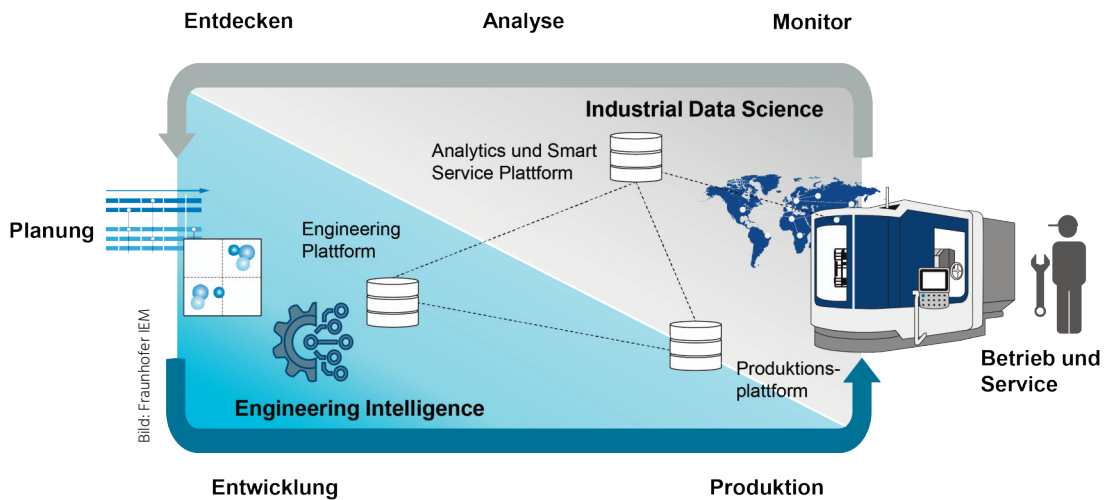 Entdecken
Analyse
Monitor
Industrial Data Science
Analytics und Smart
Service Plattform
Planung
Engineering
Plattform
Produktions-
plattform
Betrieb und
Service
Engineering Intelligence
Bild: Fraunhofer IEM
Entwicklung
Produktion